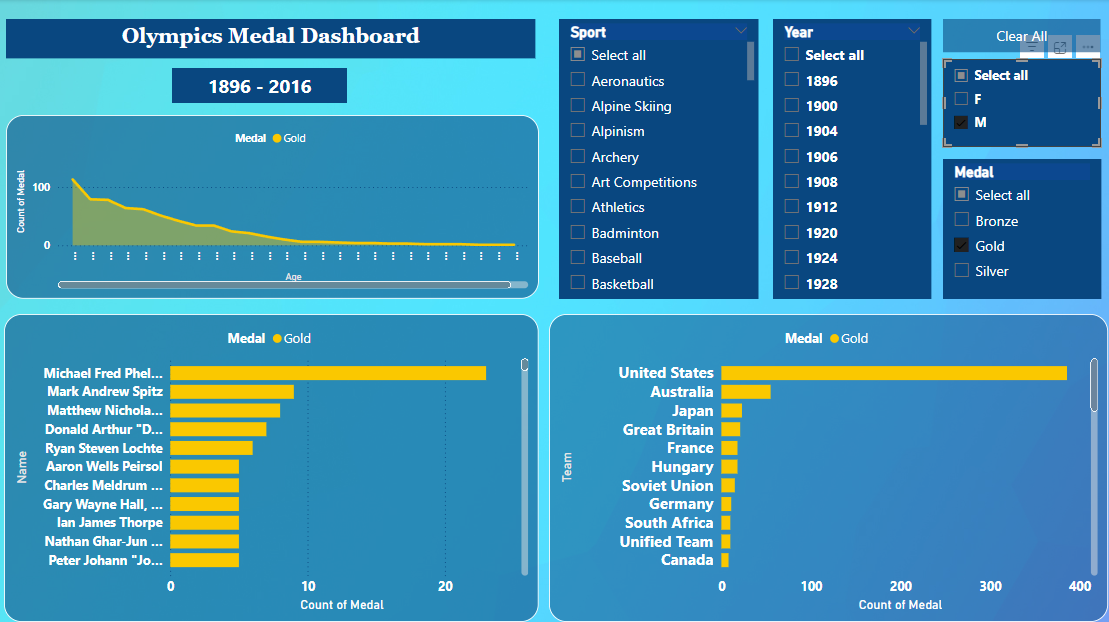 Olympics Medal Dashboard
1896 - 2016
Medal Gold
Count of Medal
100
0
Age
Sport
Select all
Aeronautics
Alpine Skiing
Alpinism
Archery
Art Competitions
Athletics
Badminton
Baseball
Basketball
Year
Select all
1896
1900
1904
1906
1908
1912
1920
1924
1928
Clear All
Select all
F
M
Medal
Select all
Bronze
Gold
Silver
Medal Gold
Name
Michael Fred Phel...
Mark Andrew Spitz
Matthew Nichola...
Donald Arthur "D...
Ryan Steven Lochte
Aaron Wells Peirsol
Charles Meldrum ...
Gary Wayne Hall, ...
Ian James Thorpe
Nathan Ghar-Jun ...
Peter Johann "Jo...
0 10 20
Count of Medal
Medal Gold
Team
United States
Australia
Japan
Great Britain
France
Hungary
Soviet Union
Germany
South Africa
Unified Team
Canada
0 100 200 300 400
Count of Medal